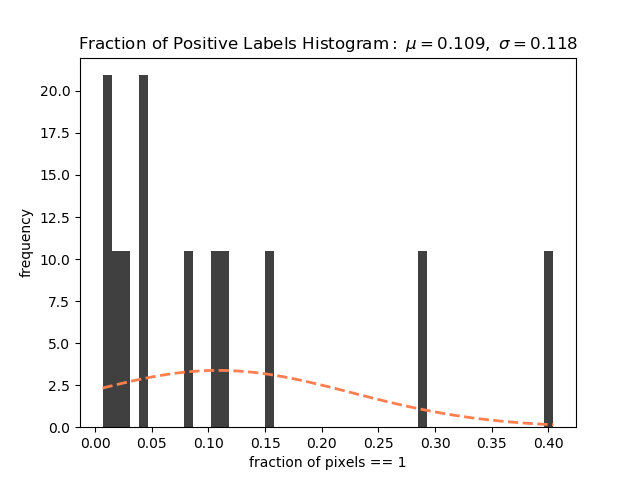 Fraction of Positive Labels Histogram : μ = 0.109, σ = 0.118
20.0
17.5
15.0
12.5
10.0
7.5
5.0
2.5
0.0
frequency
0.00 0.05 0.10 0.15 0.20 0.25 0.30 0.35 0.40
fraction of pixels == 1